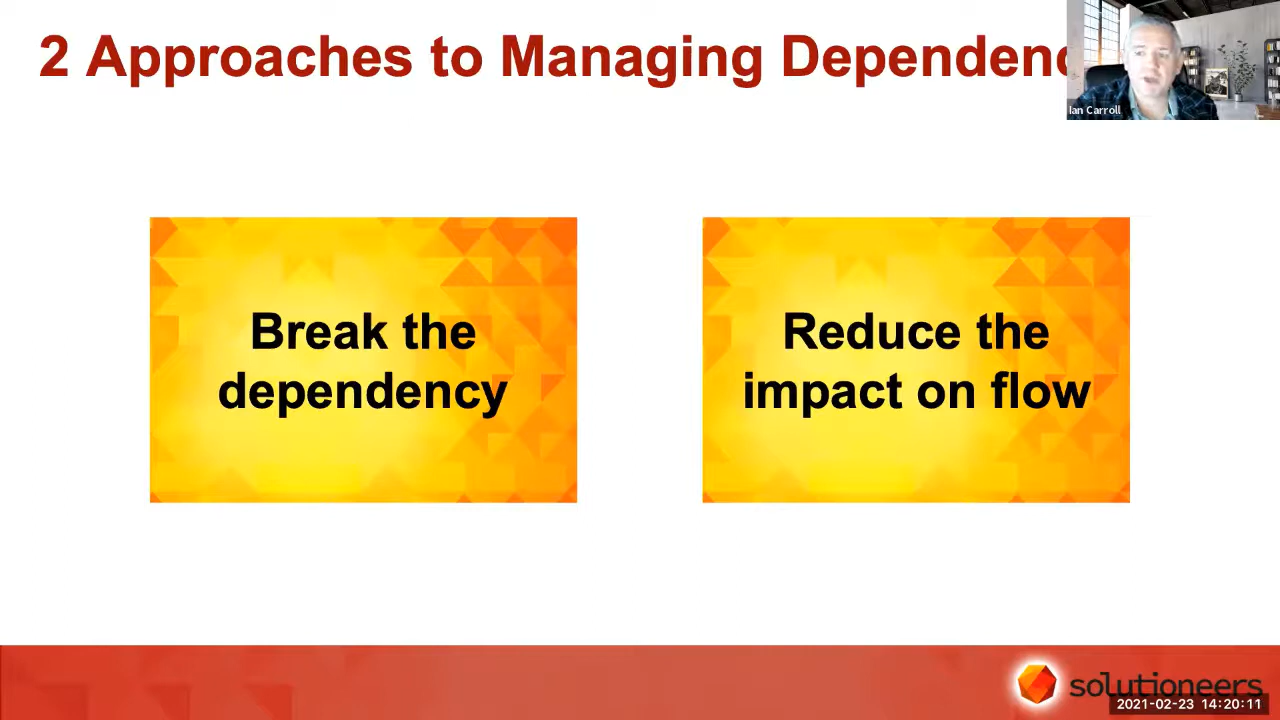 2 Approaches to Managing Dependenc
Ian Carroll
Break the
dependency
Reduce the
impact on flow
solutioneers
2021-02-23 14:20:11